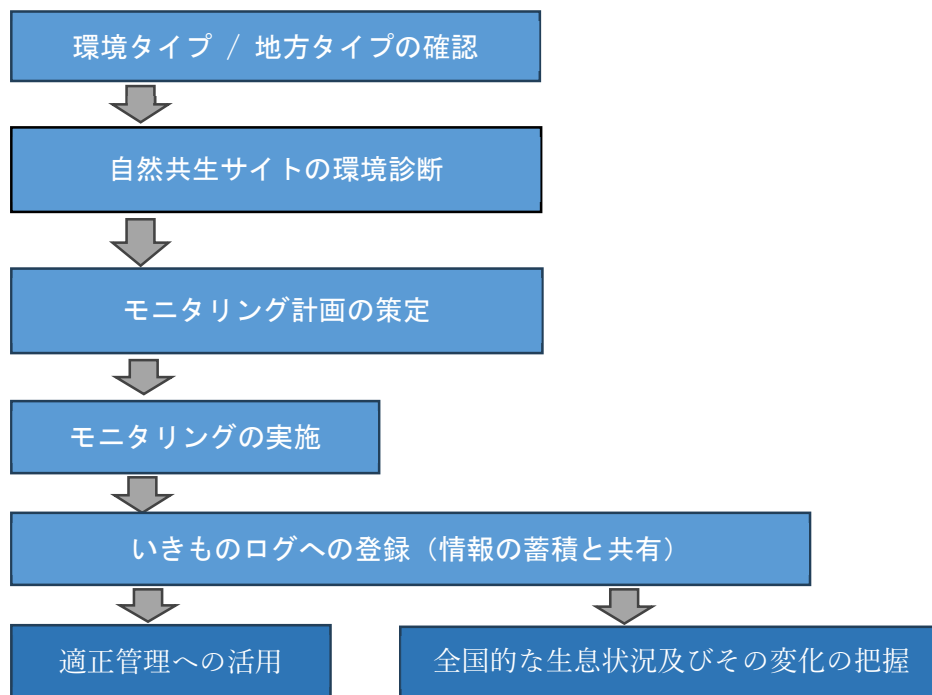 環境タイプ / 地方タイプの確認
自然共生サイトの環境診断
モニタリング計画の策定
モニタリングの実施
いきものログへの登録（情報の蓄積と共有）
適正管理への活用
全国的な生息状況及びその変化の把握